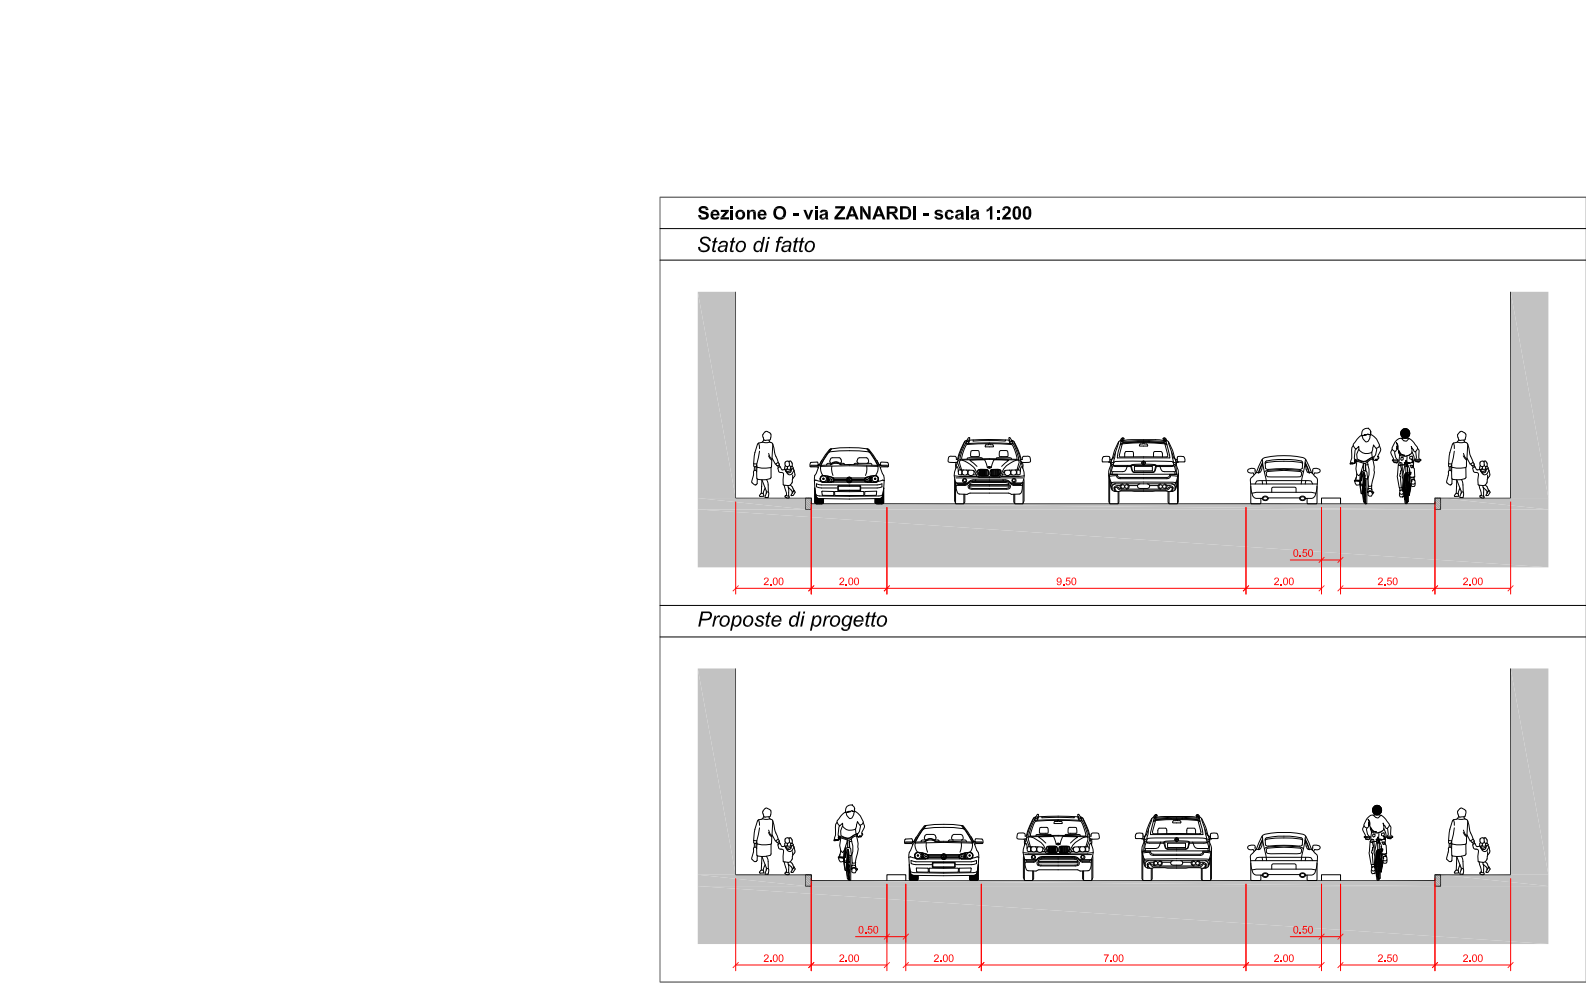 Sezione O - via ZANARDI - scala 1:200
Stato di fatto
0.50
2.00 2.00 9.50 2.00 2.50 2.00
Proposte di progetto
0.50 0.50
2.00 2.00 2.00 7.00 2.00 2.50 2.00